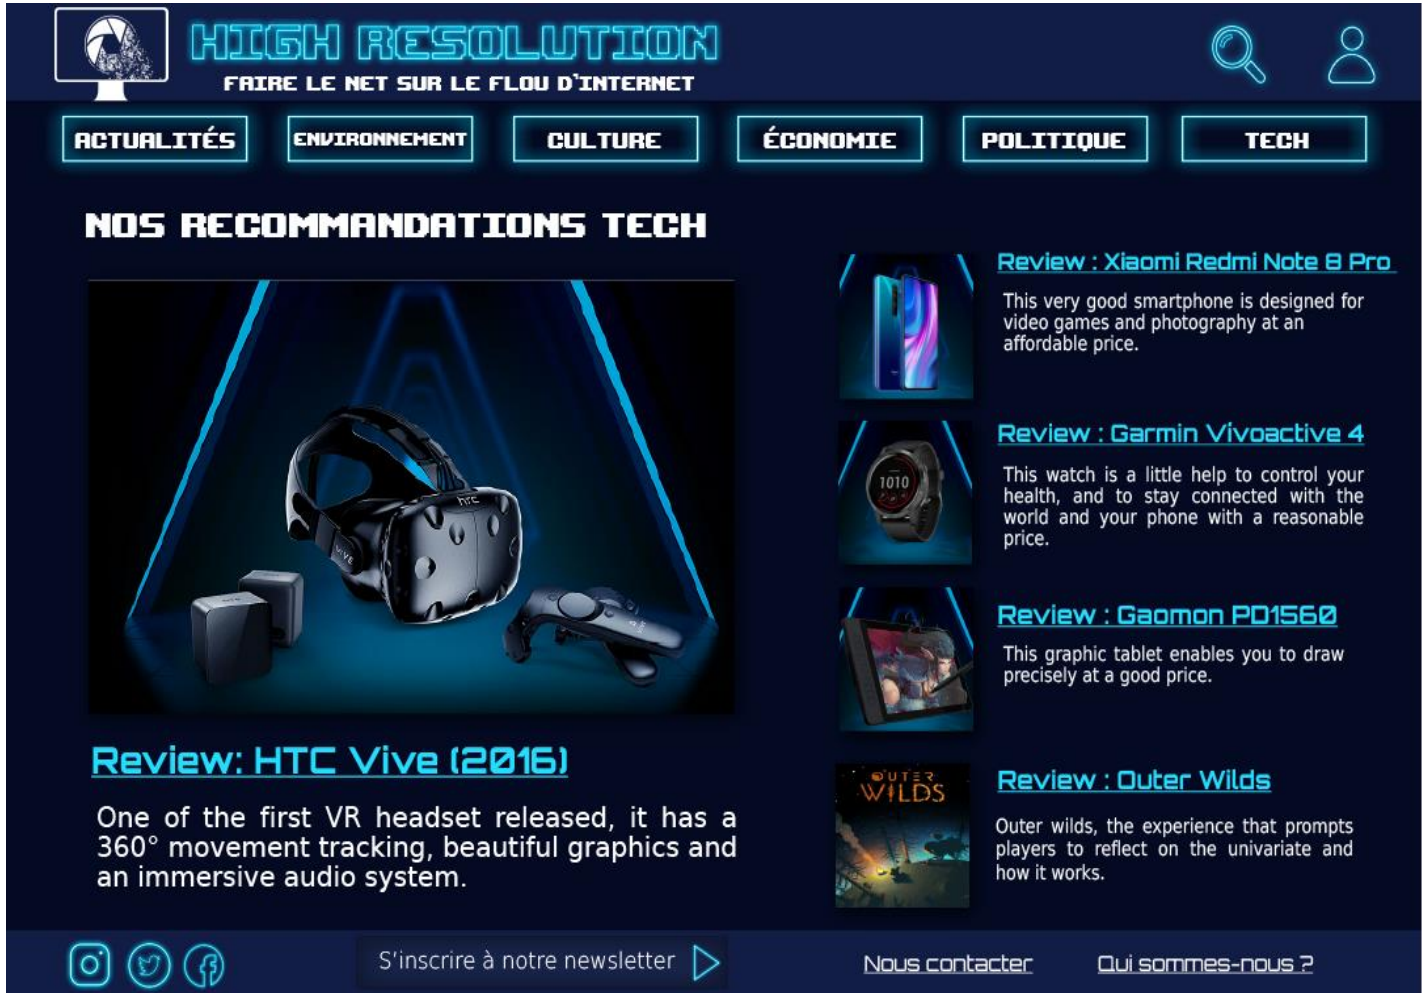 HIGH RESOLUTION
FAIRE LE NET SUR LE FLOU D'INTERNET
ACTUALITÉS
ENVIRONNEMENT
CULTURE
ÉCONOMIE
POLITIQUE
TECH
NOS RECOMMANDATIONS TECH
htc
VIVE
Review: HTC Vive (2016)
One of the first VR headset released, it has a
360° movement tracking, beautiful graphics and
an immersive audio system.
Review : Xiaomi Redmi Note 8 Pro
This very good smartphone is designed for
video games and photography at an
affordable price.
1010
Review : Garmin Vivoactive 4
This watch is a little help to control your
health, and to stay connected with the
world and your phone with a reasonable
price.
Review : Gaomon PD1560
This graphic tablet enables you to draw
precisely at a good price.
OUTER
WILDS
Review : Outer Wilds
Outer wilds, the experience that prompts
players to reflect on the univariate and
how it works.
S'inscrire à notre newsletter
Nous contacter
Qui sommes-nous ?